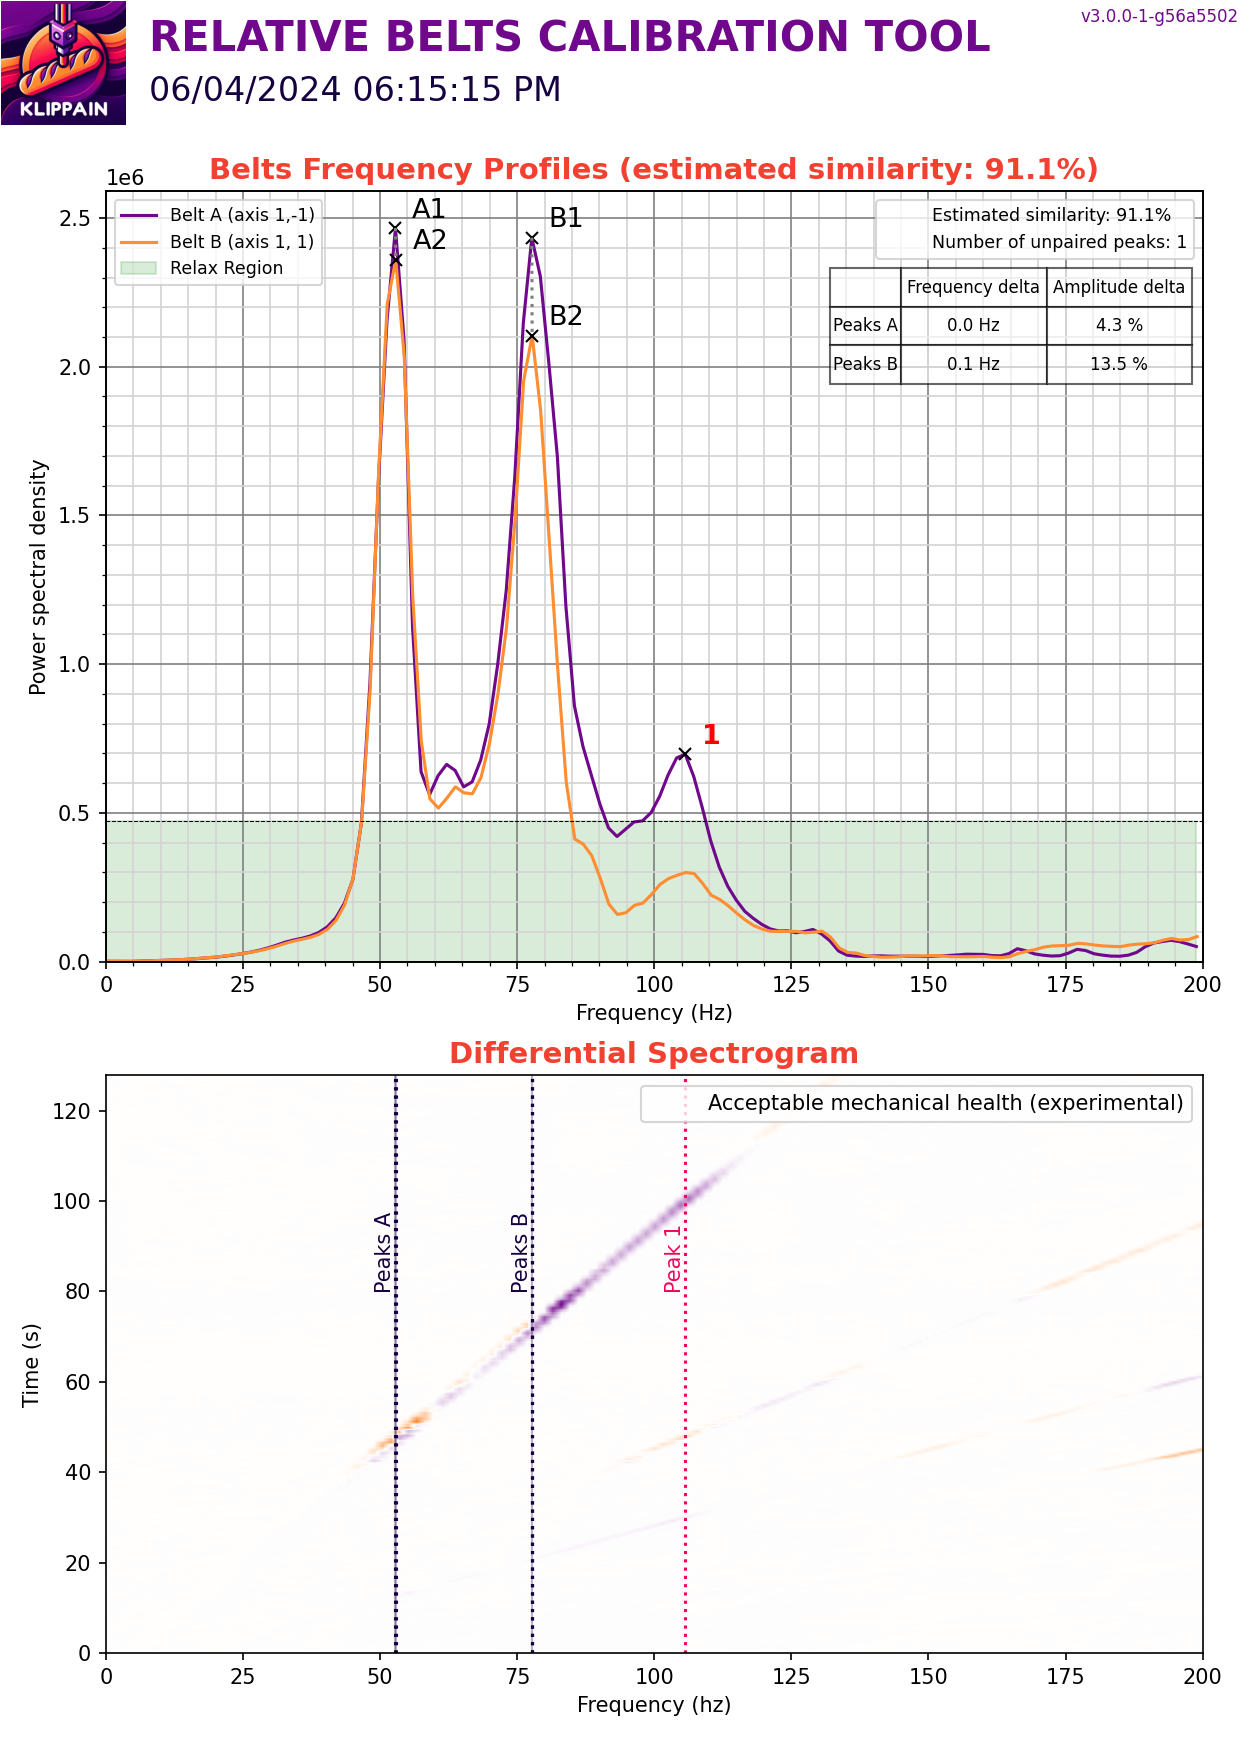 KLIPPAIN
RELATIVE BELTS CALIBRATION TOOL
06/04/2024 06:15:15 PM
v3.0.0-1-g56a5502
Belts Frequency Profiles (estimated similarity: 91.1%)
1e6
Belt A (axis 1,-1)
Belt B (axis 1, 1)
Relax Region
A1
A2
B1
B2
1
Estimated similarity: 91.1%
Number of unpaired peaks: 1
Frequency delta Amplitude delta
Peaks A 0.0 Hz 4.3 %
Peaks B 0.1 Hz 13.5 %
Power spectral density
2.5
2.0
1.5
1.0
0.5
0.0
0 25 50 75 100 125 150 175 200
Frequency (Hz)
Differential Spectrogram
Acceptable mechanical health (experimental)
Peaks A
Peaks B
Peak 1
Time (s)
120
100
80
60
40
20
0
0 25 50 75 100 125 150 175 200
Frequency (hz)